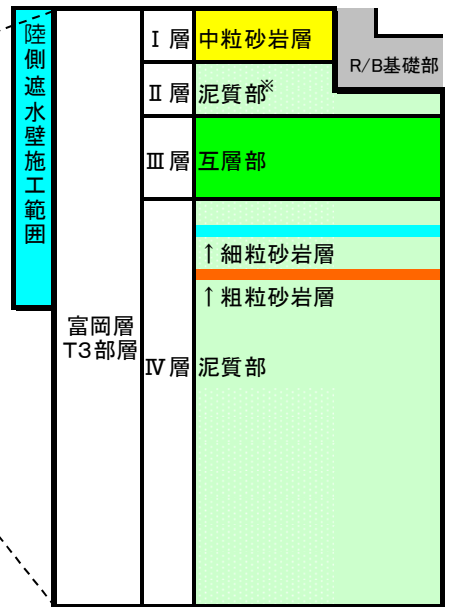 陸側遮水壁施工範囲
富岡層
T3部層
Ⅰ層 中粒砂岩層
R/B基礎部
Ⅱ層 泥質部※
Ⅲ層 互層部
↑細粒砂岩層
↑粗粒砂岩層
Ⅳ層 泥質部